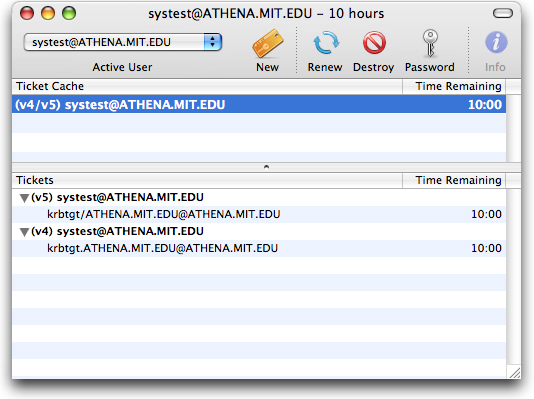 systest@ATHENA.MIT.EDU – 10 hours
systest@ATHENA.MIT.EDU
Active User
New
Renew
Destroy
Password
Info
Ticket Cache Time Remaining
(v4/v5) systest@ATHENA.MIT.EDU 10:00
Tickets Time Remaining
(v5) systest@ATHENA.MIT.EDU
krbtgt/ATHENA.MIT.EDU@ATHENA.MIT.EDU 10:00
(v4) systest@ATHENA.MIT.EDU
krbtgt.ATHENA.MIT.EDU@ATHENA.MIT.EDU 10:00